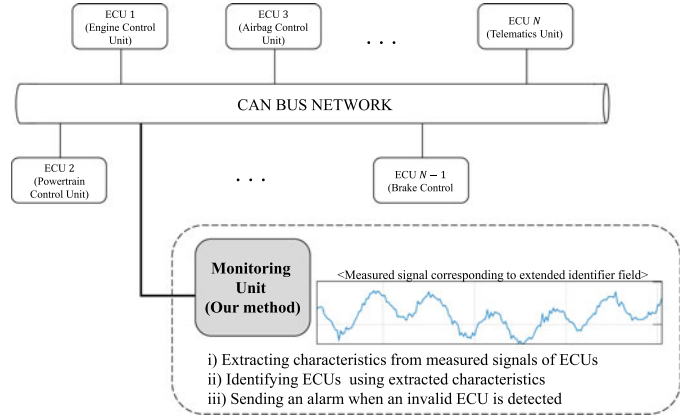 ECU 1
(Engine Control
Unit)
ECU 3
(Airbag Control
Unit)
. . .
ECU N
(Telematics Unit)
CAN BUS NETWORK
ECU 2
(Powertrain
Control Unit)
. . .
ECU N − 1
(Brake Control
Monitoring
Unit
(Our method)
<Measured signal corresponding to extended identifier field>
i) Extracting characteristics from measured signals of ECUs
ii) Identifying ECUs using extracted characteristics
iii) Sending an alarm when an invalid ECU is detected